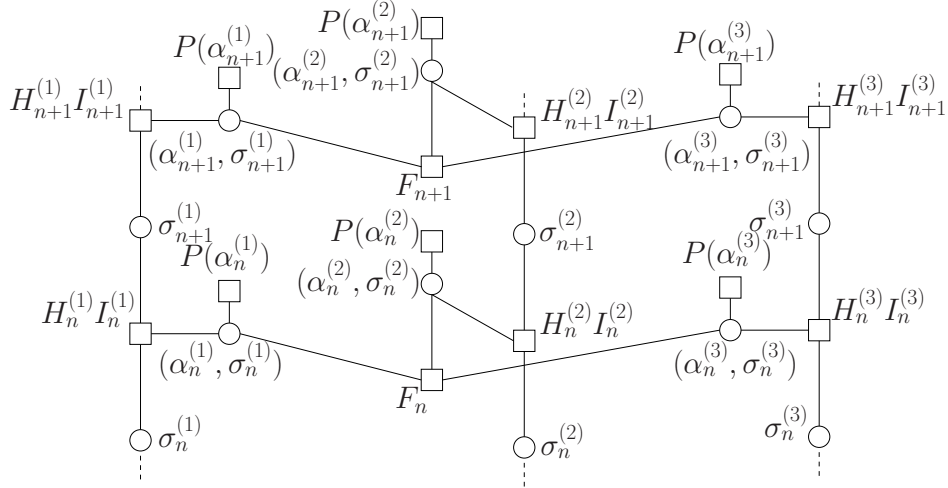 P(α_{n+1}^{(2)})
P(α_{n+1}^{(1)})
(α_{n+1}^{(2)}, σ_{n+1}^{(2)})
P(α_{n+1}^{(3)})
H_{n+1}^{(1)} I_{n+1}^{(1)}
H_{n+1}^{(2)} I_{n+1}^{(2)}
H_{n+1}^{(3)} I_{n+1}^{(3)}
(α_{n+1}^{(1)}, σ_{n+1}^{(1)})
(α_{n+1}^{(3)}, σ_{n+1}^{(3)})
F_{n+1}
σ_{n+1}^{(1)}
P(α_n^{(2)})
σ_{n+1}^{(2)}
σ_{n+1}^{(3)}
P(α_n^{(1)})
(α_n^{(2)}, σ_n^{(2)})
P(α_n^{(3)})
H_n^{(1)} I_n^{(1)}
H_n^{(2)} I_n^{(2)}
H_n^{(3)} I_n^{(3)}
(α_n^{(1)}, σ_n^{(1)})
(α_n^{(3)}, σ_n^{(3)})
F_n
σ_n^{(1)}
σ_n^{(2)}
σ_n^{(3)}